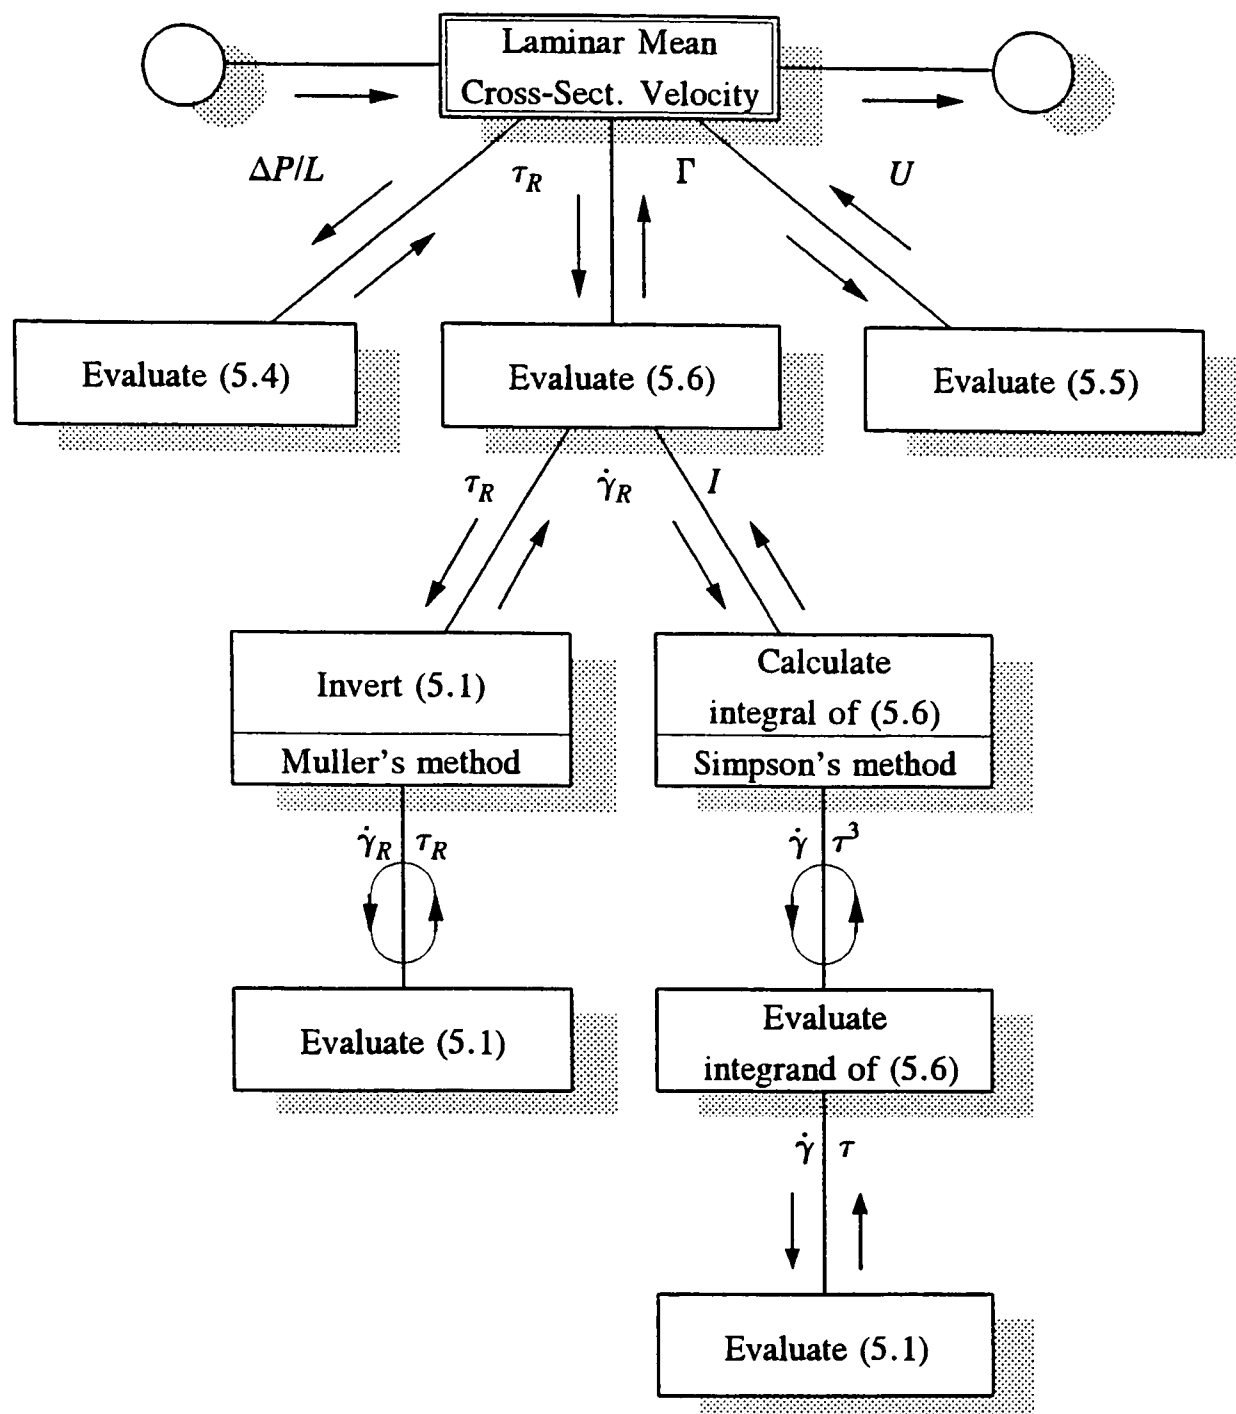 Laminar Mean
Cross-Sect. Velocity
ΔP/L
τ_R
Γ
U
Evaluate (5.4)
Evaluate (5.6)
Evaluate (5.5)
τ_R
γ̇_R
I
Invert (5.1)
Muller's method
Calculate
integral of (5.6)
Simpson's method
γ̇_R
τ_R
γ̇
τ³
Evaluate (5.1)
Evaluate
integrand of (5.6)
γ̇
τ
Evaluate (5.1)